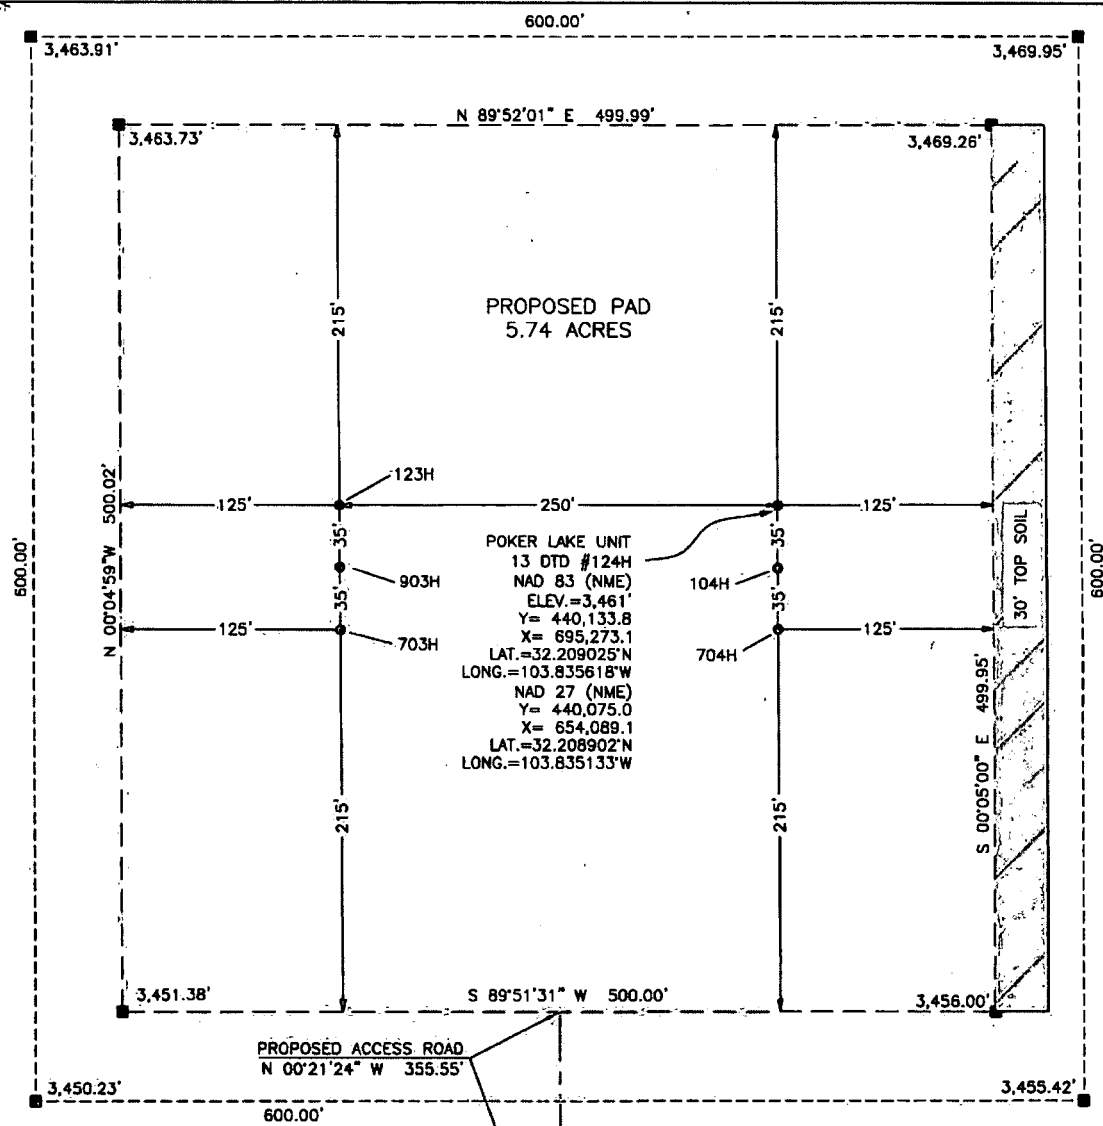 600.00'
3,463.91'
3,469.95'
N 89°52'01" E 499.99'
3,463.73'
3,469.26'
PROPOSED PAD
5.74 ACRES
215'
215'
123H
125'
250'
125'
N 00°04'59"W 500.02'
600.00'
600.00'
35'
35'
903H
104H
35'
35'
703H
704H
125'
125'
30' TOP SOIL
POKER LAKE UNIT
13 DTD #124H
NAD 83 (NME)
ELEV.=3,461'
Y= 440,133.8
X= 695,273.1
LAT.=32.209025°N
LONG.=103.835618°W
NAD 27 (NME)
Y= 440,075.0
X= 654,089.1
LAT.=32.208902°N
LONG.=103.835133°W
S 00°05'00" E 499.95'
215'
215'
3,451.38'
S 89°51'31" W 500.00'
3,456.00'
PROPOSED ACCESS ROAD
N 00°21'24" W 355.55'
3,450.23'
3,455.42'
600.00'